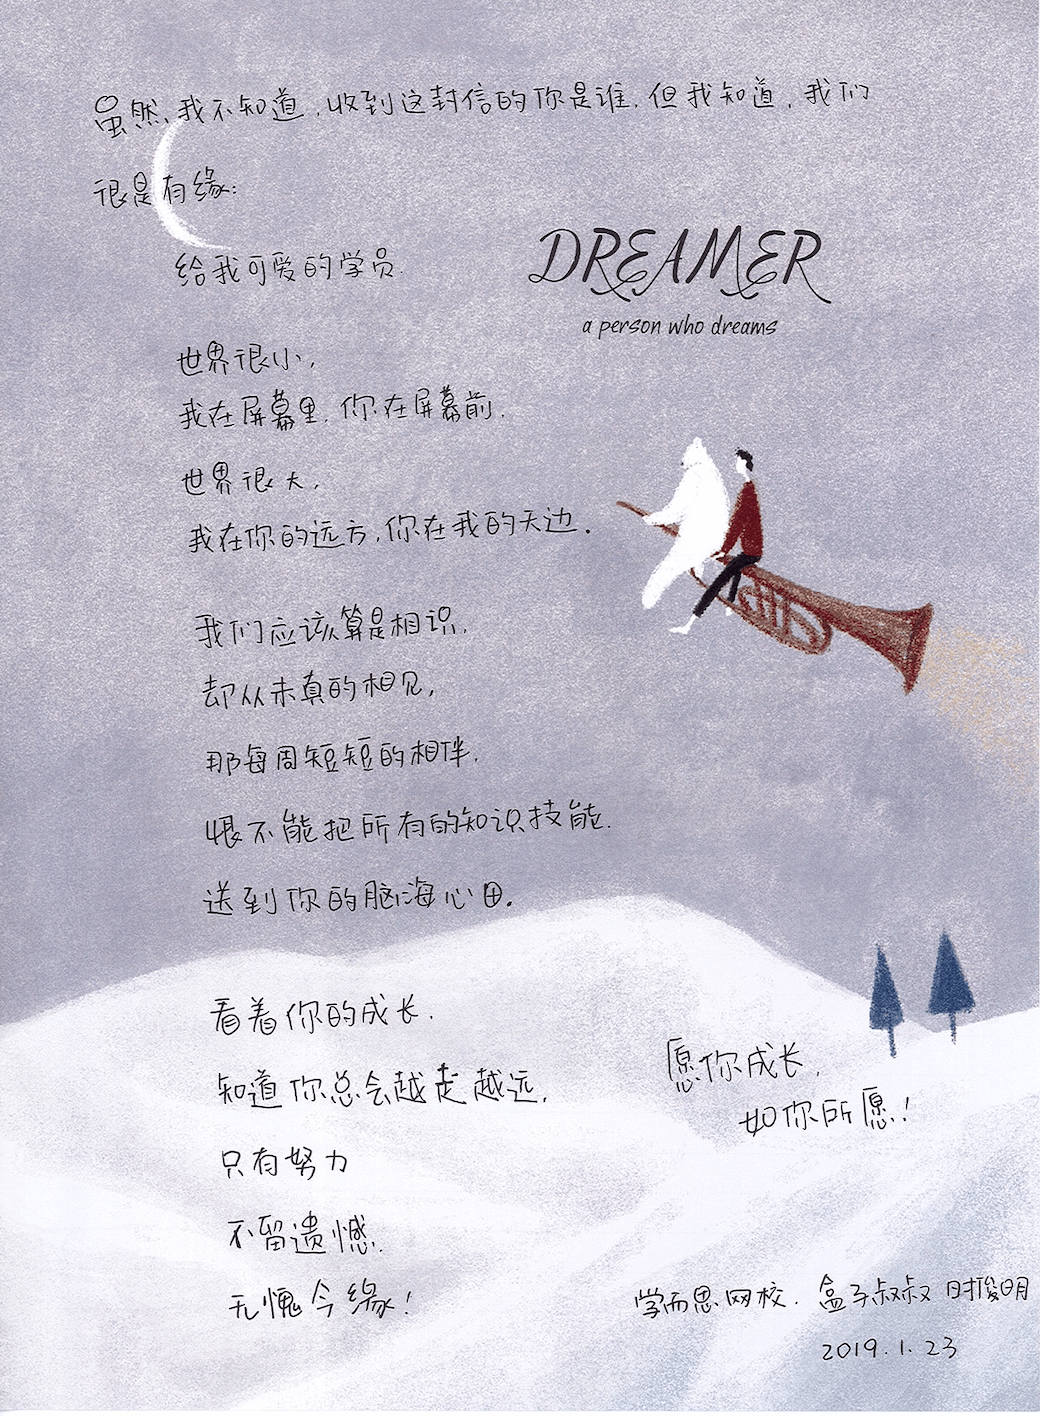 虽然,我不知道,收到这封信的你是谁.但我知道,我们
很是有缘:
给我可爱的学员.
DREAMER
a person who dreams
世界很小,
我在屏幕里.你在屏幕前.
世界很大,
我在你的远方,你在我的天边.
我们应该算是相识.
却从未真的相见,
那每周短短的相伴.
恨不能把所有的知识技能.
送到你的脑海心田.
看着你的成长.
知道你总会越走越远.
只有努力
不留遗憾.
无愧今缘!
愿你成长.
如你所愿!
学而思网校.盒子叔叔 时俊明
2019.1.23